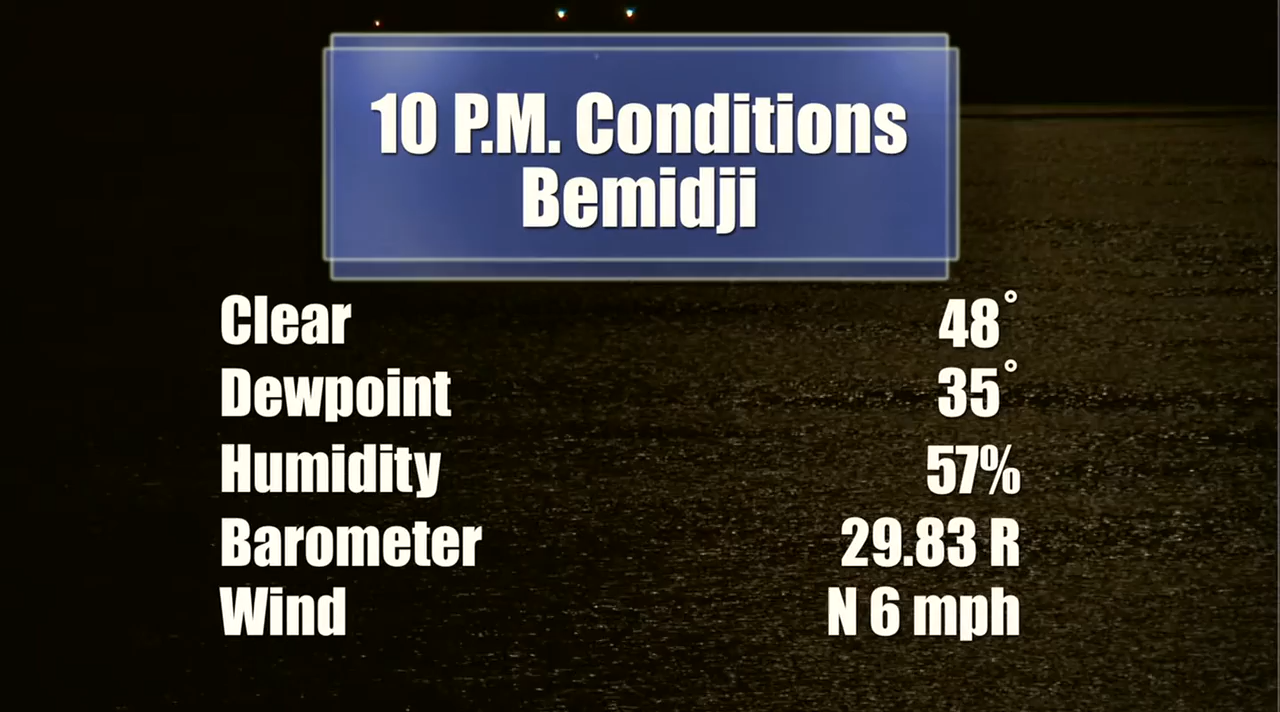 10 P.M. Conditions
Bemidji
Clear 48°
Dewpoint 35°
Humidity 57%
Barometer 29.83 R
Wind N 6 mph